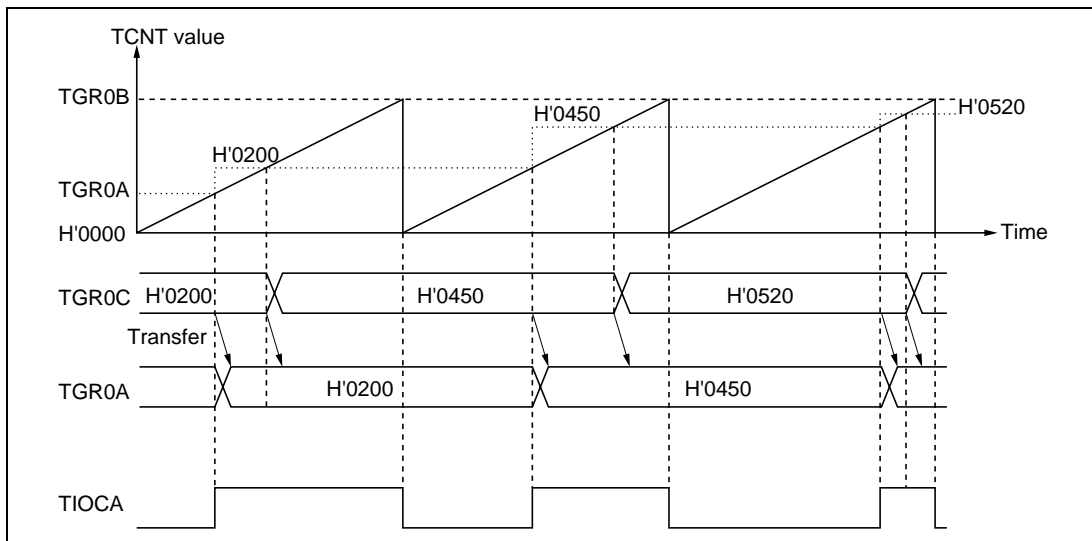 TCNT value
TGR0B
H'0520
H'0450
H'0200
TGR0A
H'0000
Time
TGR0C
H'0200
H'0450
H'0520
Transfer
TGR0A
H'0200
H'0450
TIOCA